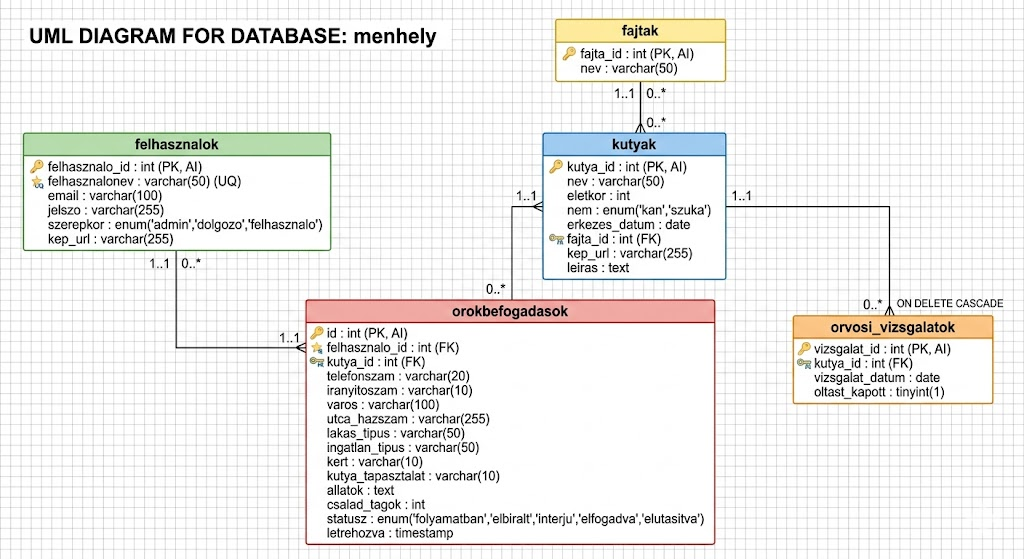 UML DIAGRAM FOR DATABASE: menhely
fajtak
fajta_id : int (PK, AI)
nev : varchar(50)
1..1 0..*
0..*
felhasznalok
felhasznalo_id : int (PK, AI)
felhasznalonev : varchar(50) (UQ)
email : varchar(100)
jelszo : varchar(255)
szerepkor : enum('admin','dolgozo','felhasznalo')
kep_url : varchar(255)
1..1 0..*
1..1
kutyak
kutya_id : int (PK, AI)
nev : varchar(50)
eletkor : int
nem : enum('kan','szuka')
erkezes_datum : date
fajta_id : int (FK)
kep_url : varchar(255)
leiras : text
1..1
1..1
0..*
orokbefogadasok
id : int (PK, AI)
felhasznalo_id : int (FK)
kutya_id : int (FK)
telefonszam : varchar(20)
iranyitoszam : varchar(10)
varos : varchar(100)
utca_hazszam : varchar(255)
lakas_tipus : varchar(50)
ingatlan_tipus : varchar(50)
kert : varchar(10)
kutya_tapasztalat : varchar(10)
allatok : text
csalad_tagok : int
statusz : enum('folyamatban','elbiralt','interju','elfogadva','elutasitva')
letrehozva : timestamp
0..* ON DELETE CASCADE
orvosi_vizsgalatok
vizsgalat_id : int (PK, AI)
kutya_id : int (FK)
vizsgalat_datum : date
oltast_kapott : tinyint(1)